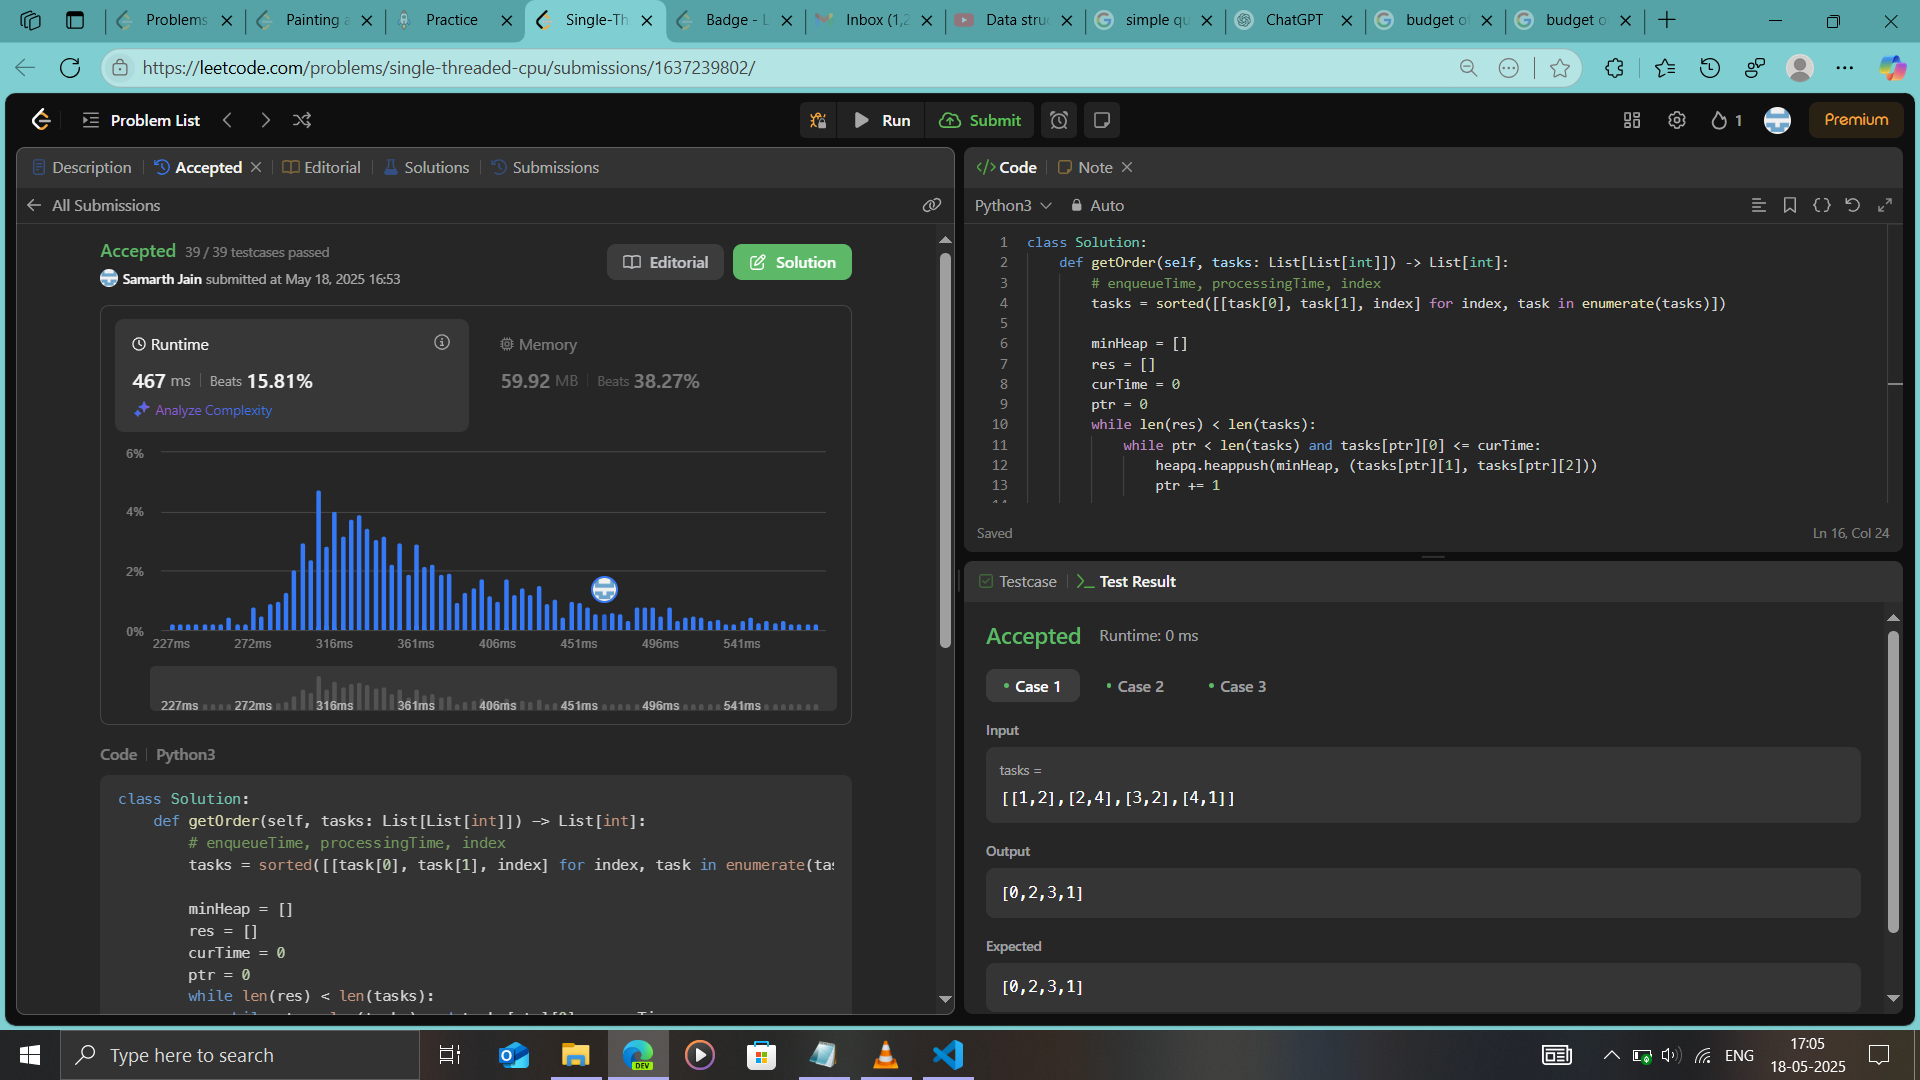 Problems
Painting a
Practice
Single-Th
Badge - L
Inbox (1,2
Data struc
simple qu
ChatGPT
budget of
budget o
https://leetcode.com/problems/single-threaded-cpu/submissions/1637239802/
Problem List
Run
Submit
1
Premium
Description
Accepted
Editorial
Solutions
Submissions
All Submissions
Accepted 39 / 39 testcases passed
Samarth Jain submitted at May 18, 2025 16:53
Editorial
Solution
Runtime
467 ms Beats 15.81%
Analyze Complexity
Memory
59.92 MB Beats 38.27%
6%
4%
2%
0%
227ms 272ms 316ms 361ms 406ms 451ms 496ms 541ms
227ms 272ms 316ms 361ms 406ms 451ms 496ms 541ms
Code Python3
class Solution:
def getOrder(self, tasks: List[List[int]]) -> List[int]:
# enqueueTime, processingTime, index
tasks = sorted([[task[0], task[1], index] for index, task in enumerate(tas
minHeap = []
res = []
curTime = 0
ptr = 0
while len(res) < len(tasks):
Code
Note
Python3
Auto
1 class Solution:
2 def getOrder(self, tasks: List[List[int]]) -> List[int]:
3 # enqueueTime, processingTime, index
4 tasks = sorted([[task[0], task[1], index] for index, task in enumerate(tasks)])
5
6 minHeap = []
7 res = []
8 curTime = 0
9 ptr = 0
10 while len(res) < len(tasks):
11 while ptr < len(tasks) and tasks[ptr][0] <= curTime:
12 heapq.heappush(minHeap, (tasks[ptr][1], tasks[ptr][2]))
13 ptr += 1
Saved
Ln 16, Col 24
Testcase
Test Result
Accepted Runtime: 0 ms
Case 1
Case 2
Case 3
Input
tasks =
[[1,2],[2,4],[3,2],[4,1]]
Output
[0,2,3,1]
Expected
[0,2,3,1]
Type here to search
DEV
ENG
17:05
18-05-2025